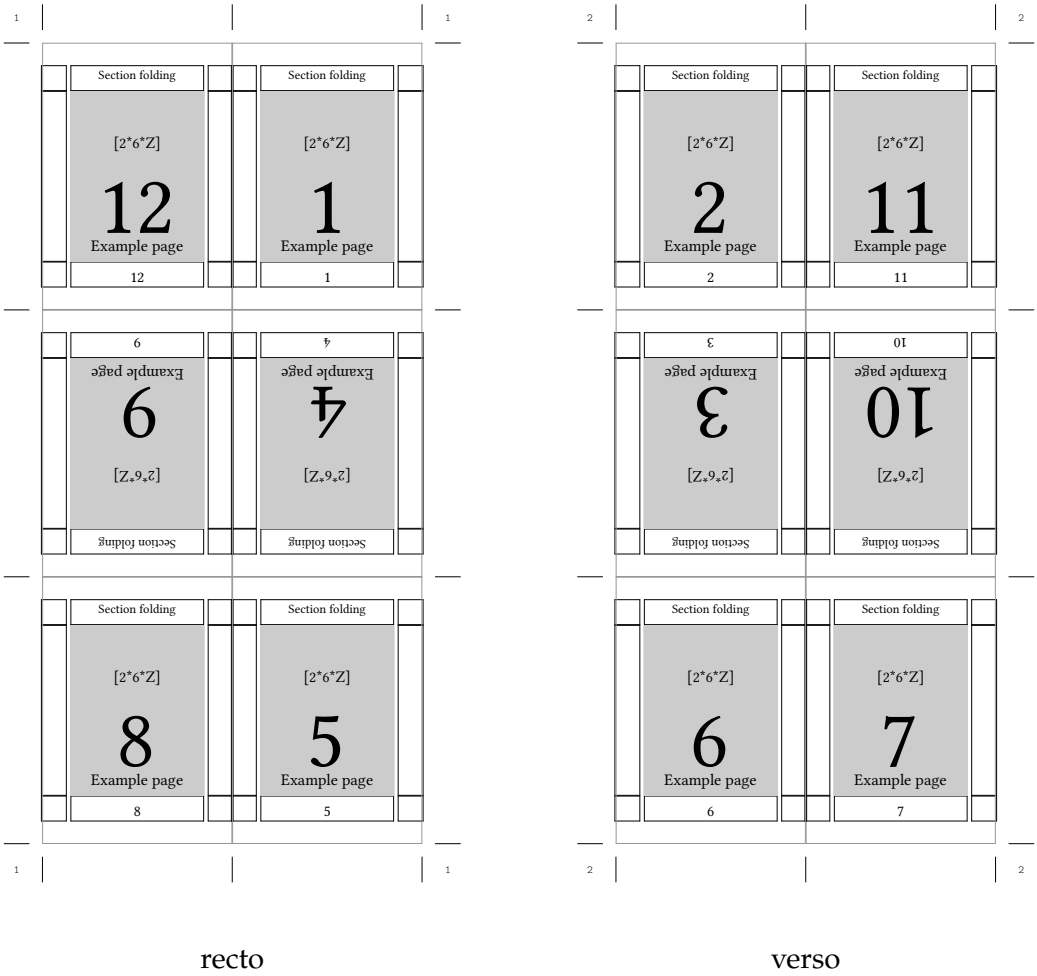 1 1
Section folding Section folding
[2*6*Z] [2*6*Z]
12 1
Example page Example page
12 1
9 4
Example page Example page
9 4
[2*6*Z] [2*6*Z]
Section folding Section folding
Section folding Section folding
[2*6*Z] [2*6*Z]
8 5
Example page Example page
8 5
1 1
recto
2 2
Section folding Section folding
[2*6*Z] [2*6*Z]
2 11
Example page Example page
2 11
3 10
Example page Example page
3 10
[2*6*Z] [2*6*Z]
Section folding Section folding
Section folding Section folding
[2*6*Z] [2*6*Z]
6 7
Example page Example page
6 7
2 2
verso